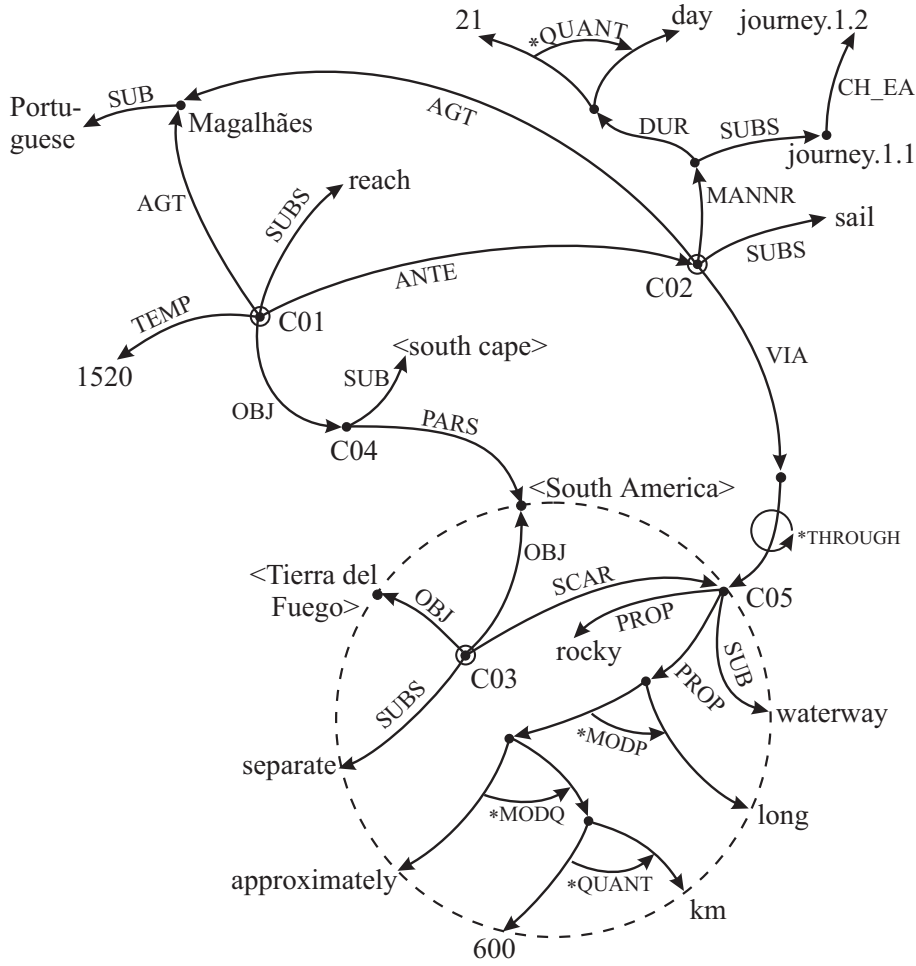 21
*QUANT
day
journey.1.2
CH_EA
Portu-
guese
SUB
Magalhães
AGT
DUR
SUBS
journey.1.1
MANNR
AGT
SUBS
reach
sail
SUBS
ANTE
C02
TEMP
C01
1520
VIA
<south cape>
SUB
OBJ
PARS
C04
<South America>
*THROUGH
OBJ
<Tierra del
Fuego>
OBJ
SCAR
C05
PROP
rocky
C03
SUB
PROP
SUBS
waterway
*MODP
separate
long
*MODQ
approximately
*QUANT
km
600